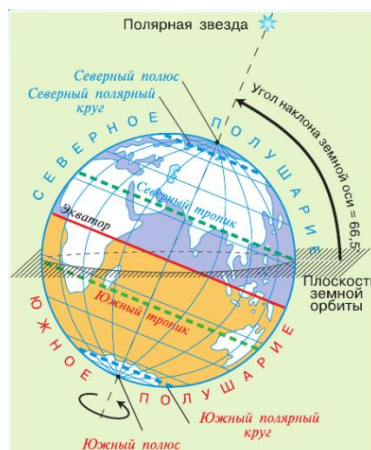 Полярная звезда
Северный полюс
Северный полярный
круг
Угол наклона земной оси = 66,5
СЕВЕРНОЕ ПОЛУШАРИЕ
Северный тропик
Экватор
Плоскость
земной
орбиты
Южный тропик
ЮЖНОЕ ПОЛУШАРИЕ
Южный полярный
круг
Южный полюс